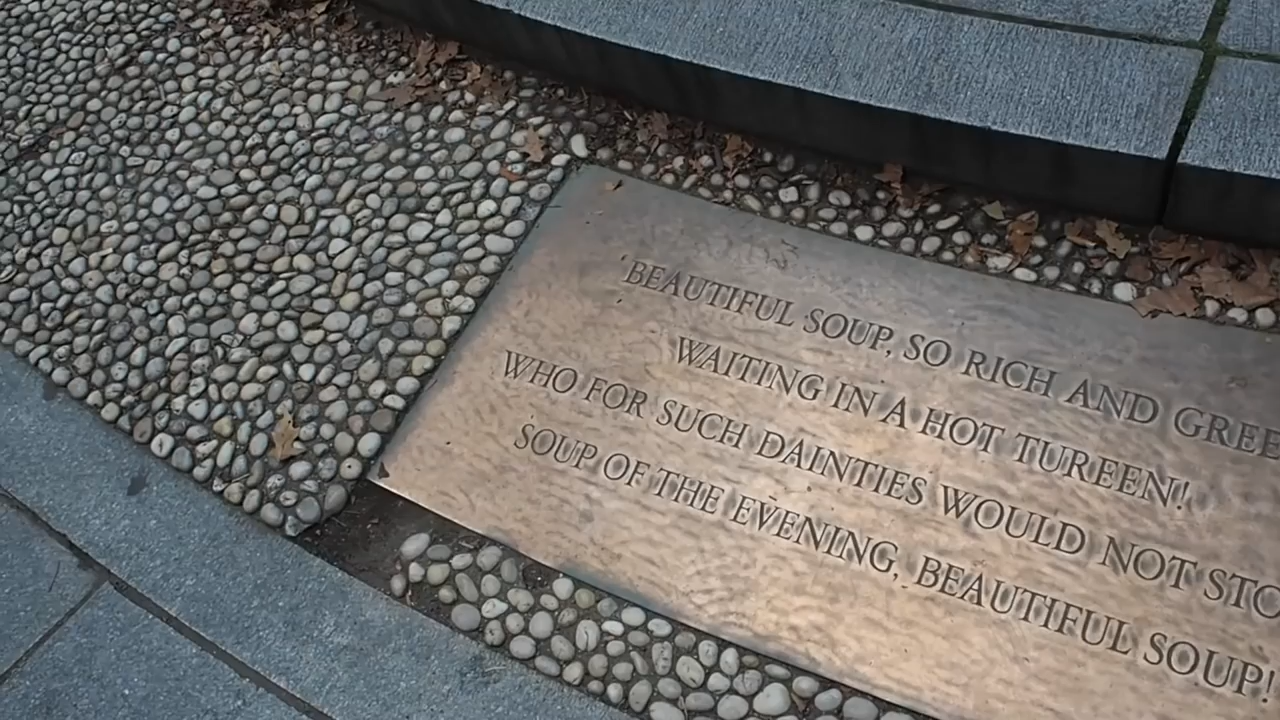 'BEAUTIFUL SOUP, SO RICH AND GREE
WAITING IN A HOT TUREEN!
WHO FOR SUCH DAINTIES WOULD NOT STO
SOUP OF THE EVENING, BEAUTIFUL SOUP!